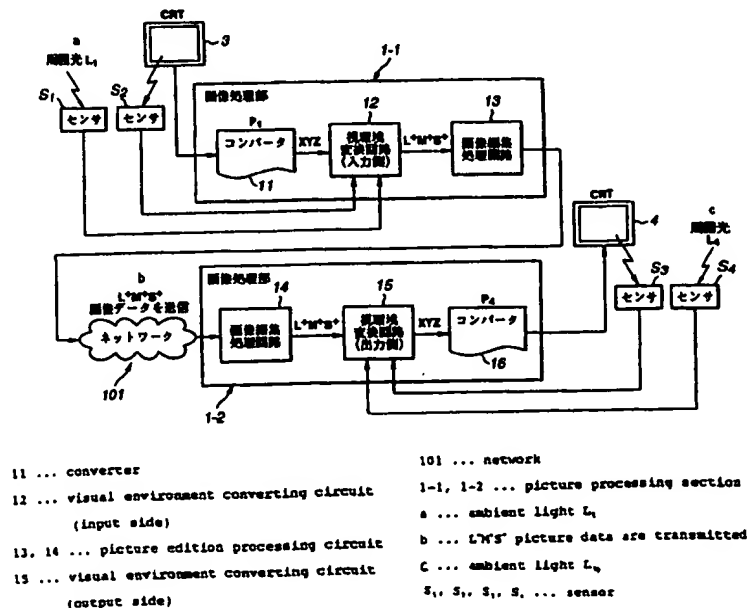 CRT
3
a
周囲光 L₁
S₁
センサ
S₂
センサ
1-1
画像処理部
P₁
コンバータ
11
XYZ
12
視環境
変換回路
(入力側)
L⁺M⁺S⁺
13
画像編集
処理回路
CRT
4
c
周囲光
L₄
S₃
センサ
S₄
センサ
b
L⁺M⁺S⁺
画像データを送信
ネットワーク
101
画像処理部
14
画像編集
処理回路
L⁺M⁺S⁺
15
視環境
変換回路
(出力側)
XYZ
P₄
コンバータ
16
1-2
11 ... converter
12 ... visual environment converting circuit
(input side)
13, 14 ... picture edition processing circuit
15 ... visual environment converting circuit
(output side)
101 ... network
1-1, 1-2 ... picture processing section
a ... ambient light L₁
b ... L⁺M⁺S⁺ picture data are transmitted
C ... ambient light
sensor